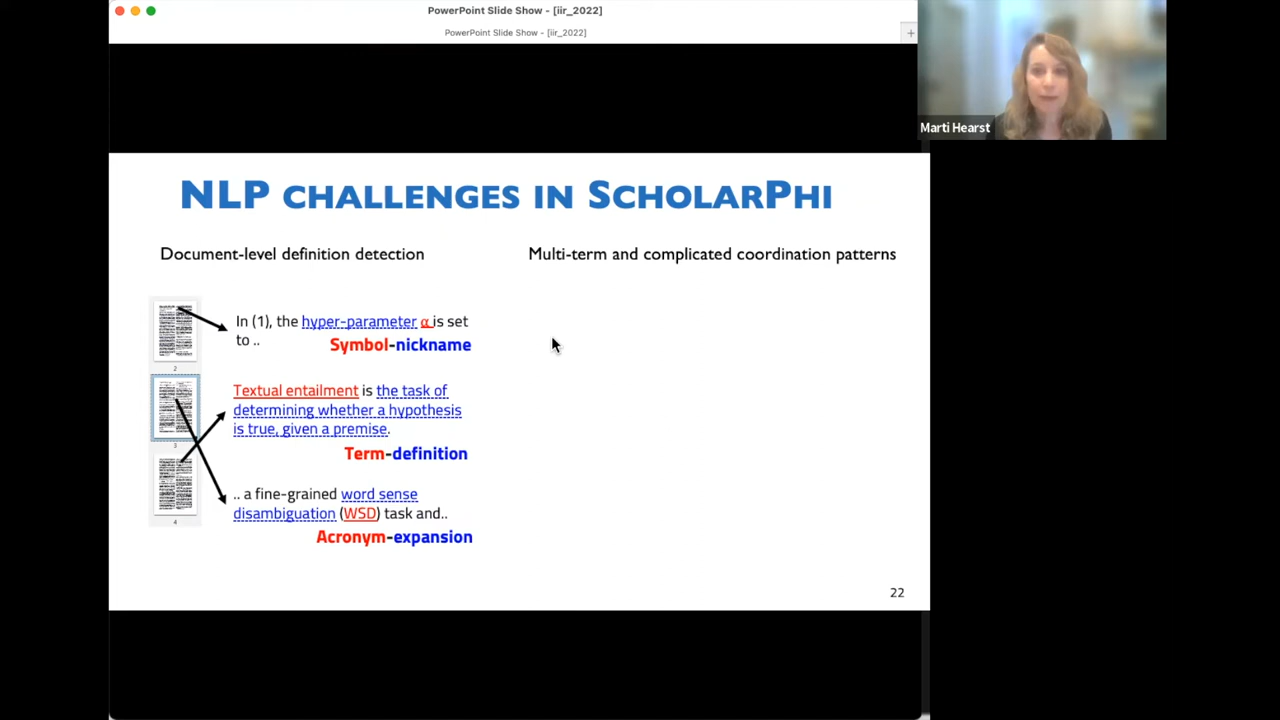 PowerPoint Slide Show - [iir_2022]
PowerPoint Slide Show - [iir_2022]
+
Marti Hearst
NLP CHALLENGES IN SCHOLARPHI
Document-level definition detection
Multi-term and complicated coordination patterns
In (1), the hyper-parameter α is set
to ..
Symbol-nickname
2
Textual entailment is the task of
determining whether a hypothesis
is true, given a premise.
Term-definition
3
.. a fine-grained word sense
disambiguation (WSD) task and..
Acronym-expansion
4
22